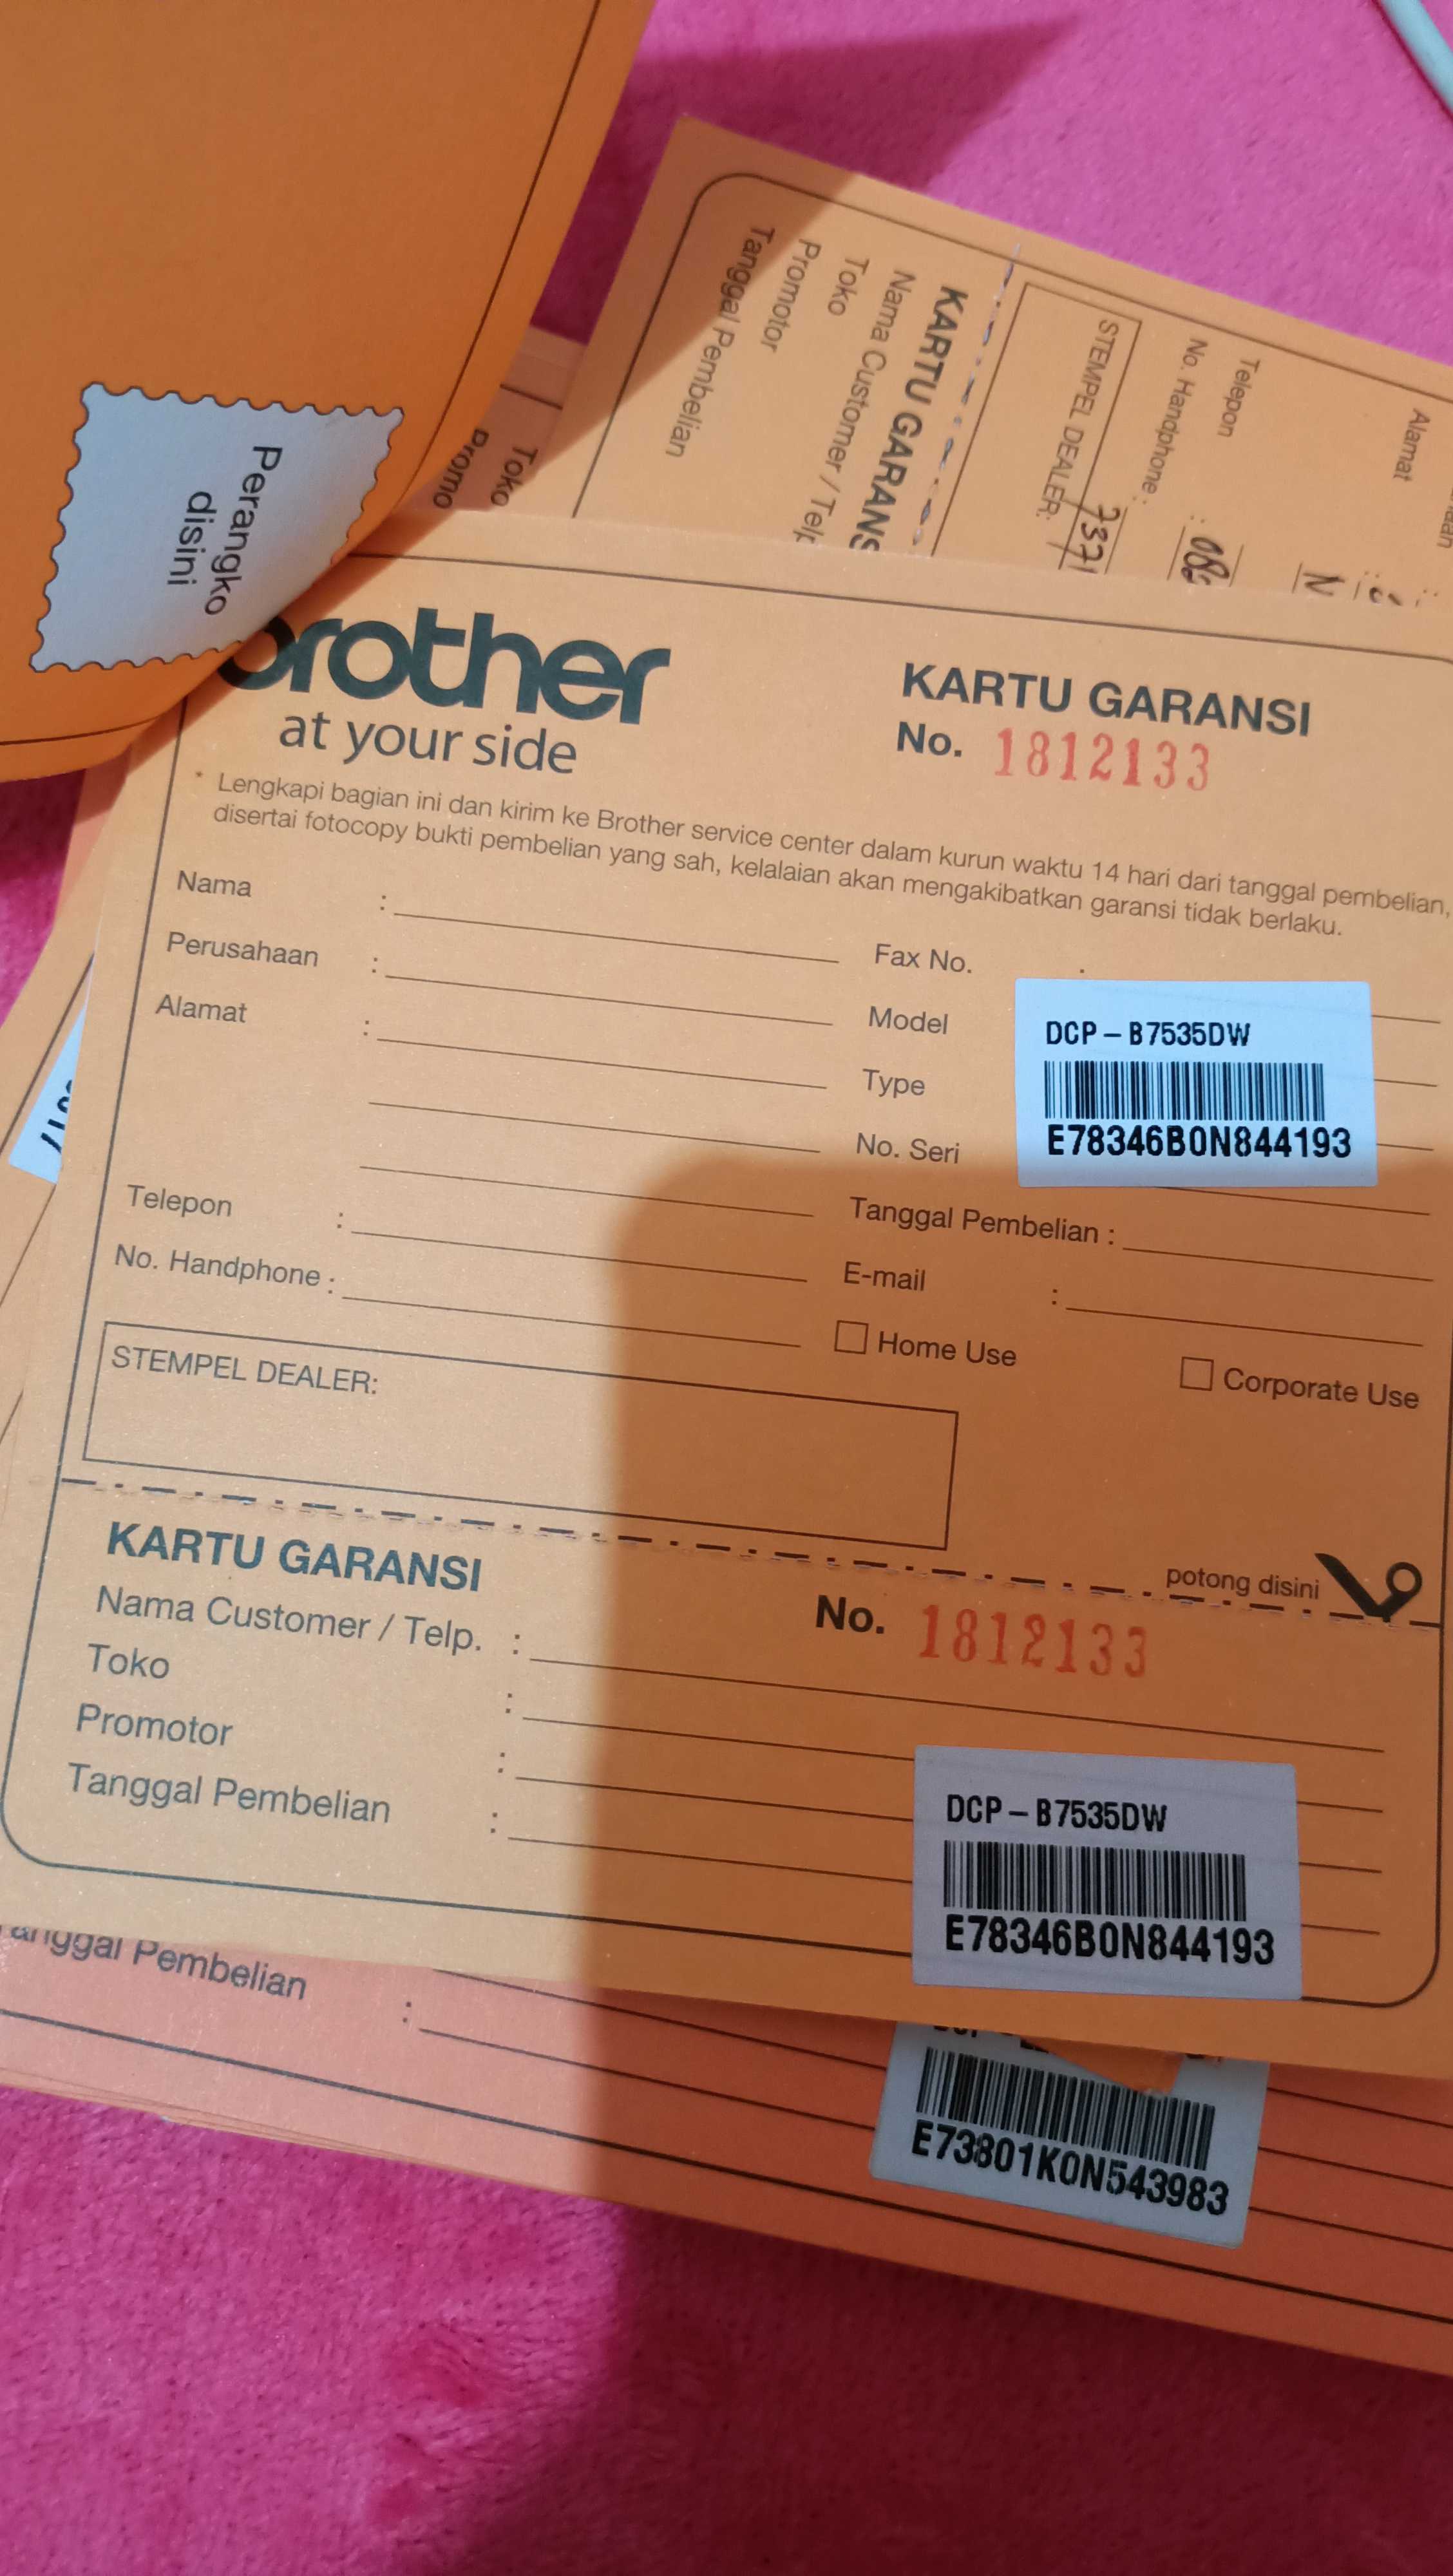 Perangko
disini
Toko
Promo
Tanggal Pembelian
Promotor
Toko
Nama Customer / Telp
KARTU GARANS
STEMPEL DEALER:
No. Handphone :
Telepon
Alamat
brother
at your side
KARTU GARANSI
No. 1812133
* Lengkapi bagian ini dan kirim ke Brother service center dalam kurun waktu 14 hari dari tanggal pembelian,
disertai fotocopy bukti pembelian yang sah, kelalaian akan mengakibatkan garansi tidak berlaku.
Nama :
Perusahaan :
Alamat :
Telepon :
No. Handphone :
Fax No. :
Model
Type
No. Seri
DCP – B7535DW
E78346B0N844193
Tanggal Pembelian :
E-mail :
Home Use
Corporate Use
STEMPEL DEALER:
potong disini
KARTU GARANSI
No. 1812133
Nama Customer / Telp. :
Toko :
Promotor :
Tanggal Pembelian :
DCP – B7535DW
E78346B0N844193
anggal Pembelian :
E73801K0N543983